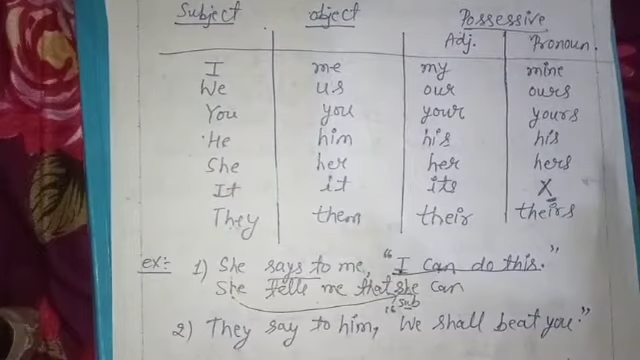 Subject object Possessive
Adj. Pronoun.
I me my mine
We us our ours
You you your yours
He him his his
She her her hers
It it its X
They them their theirs
ex:- 1) She says to me, "I can do this."
She tells me that she can
sub
2) They say to him, "We shall beat you."